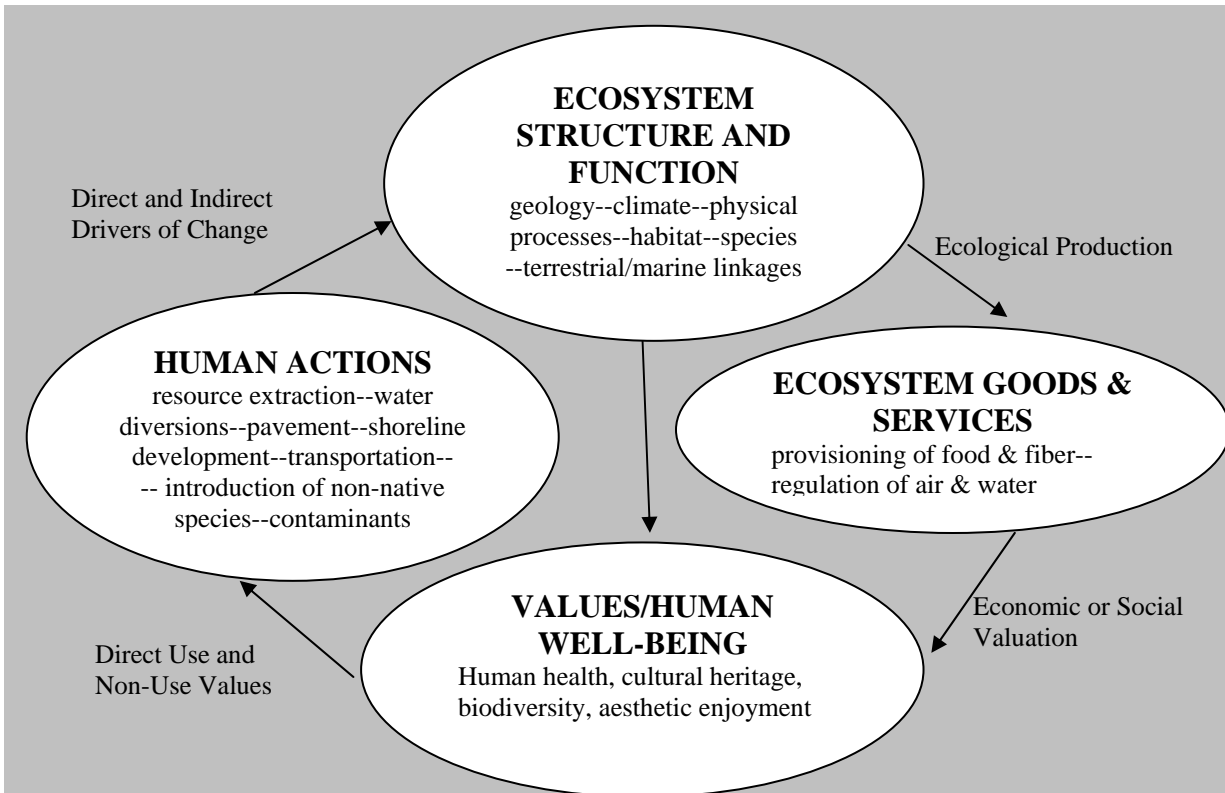 ECOSYSTEM
STRUCTURE AND
FUNCTION
geology--climate--physical
processes--habitat--species
--terrestrial/marine linkages
Direct and Indirect
Drivers of Change
Ecological Production
HUMAN ACTIONS
resource extraction--water
diversions--pavement--shoreline
development--transportation--
-- introduction of non-native
species--contaminants
ECOSYSTEM GOODS &
SERVICES
provisioning of food & fiber--
regulation of air & water
VALUES/HUMAN
WELL-BEING
Human health, cultural heritage,
biodiversity, aesthetic enjoyment
Economic or Social
Valuation
Direct Use and
Non-Use Values